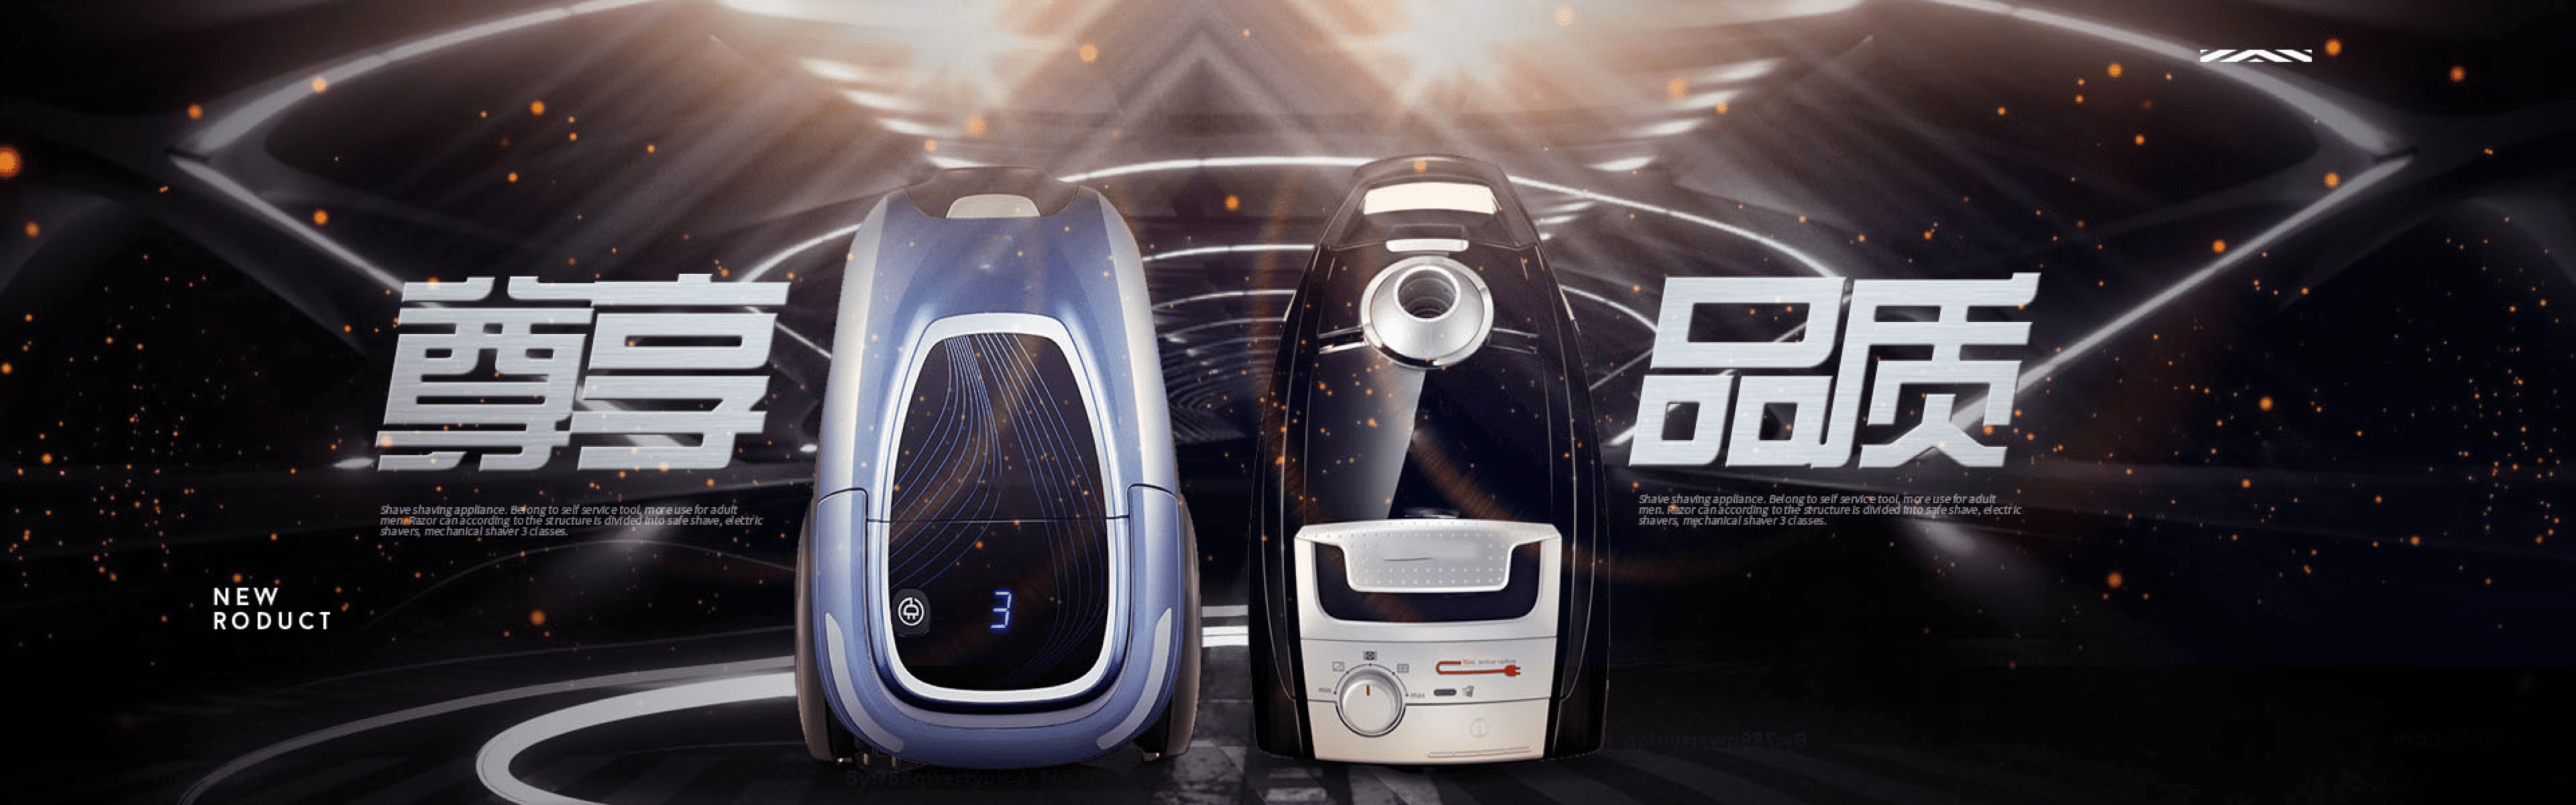 尊享
品质
Shave shaving appliance. Belong to self service tool, more use for adult
men. Razor can according to the structure is divided into safe shave, electric
shavers, mechanical shaver 3 classes.
Shave shaving appliance. Belong to self service tool, more use for adult
men. Razor can according to the structure is divided into safe shave, electric
shavers, mechanical shaver 3 classes.
NEW
RODUCT
3
min
max